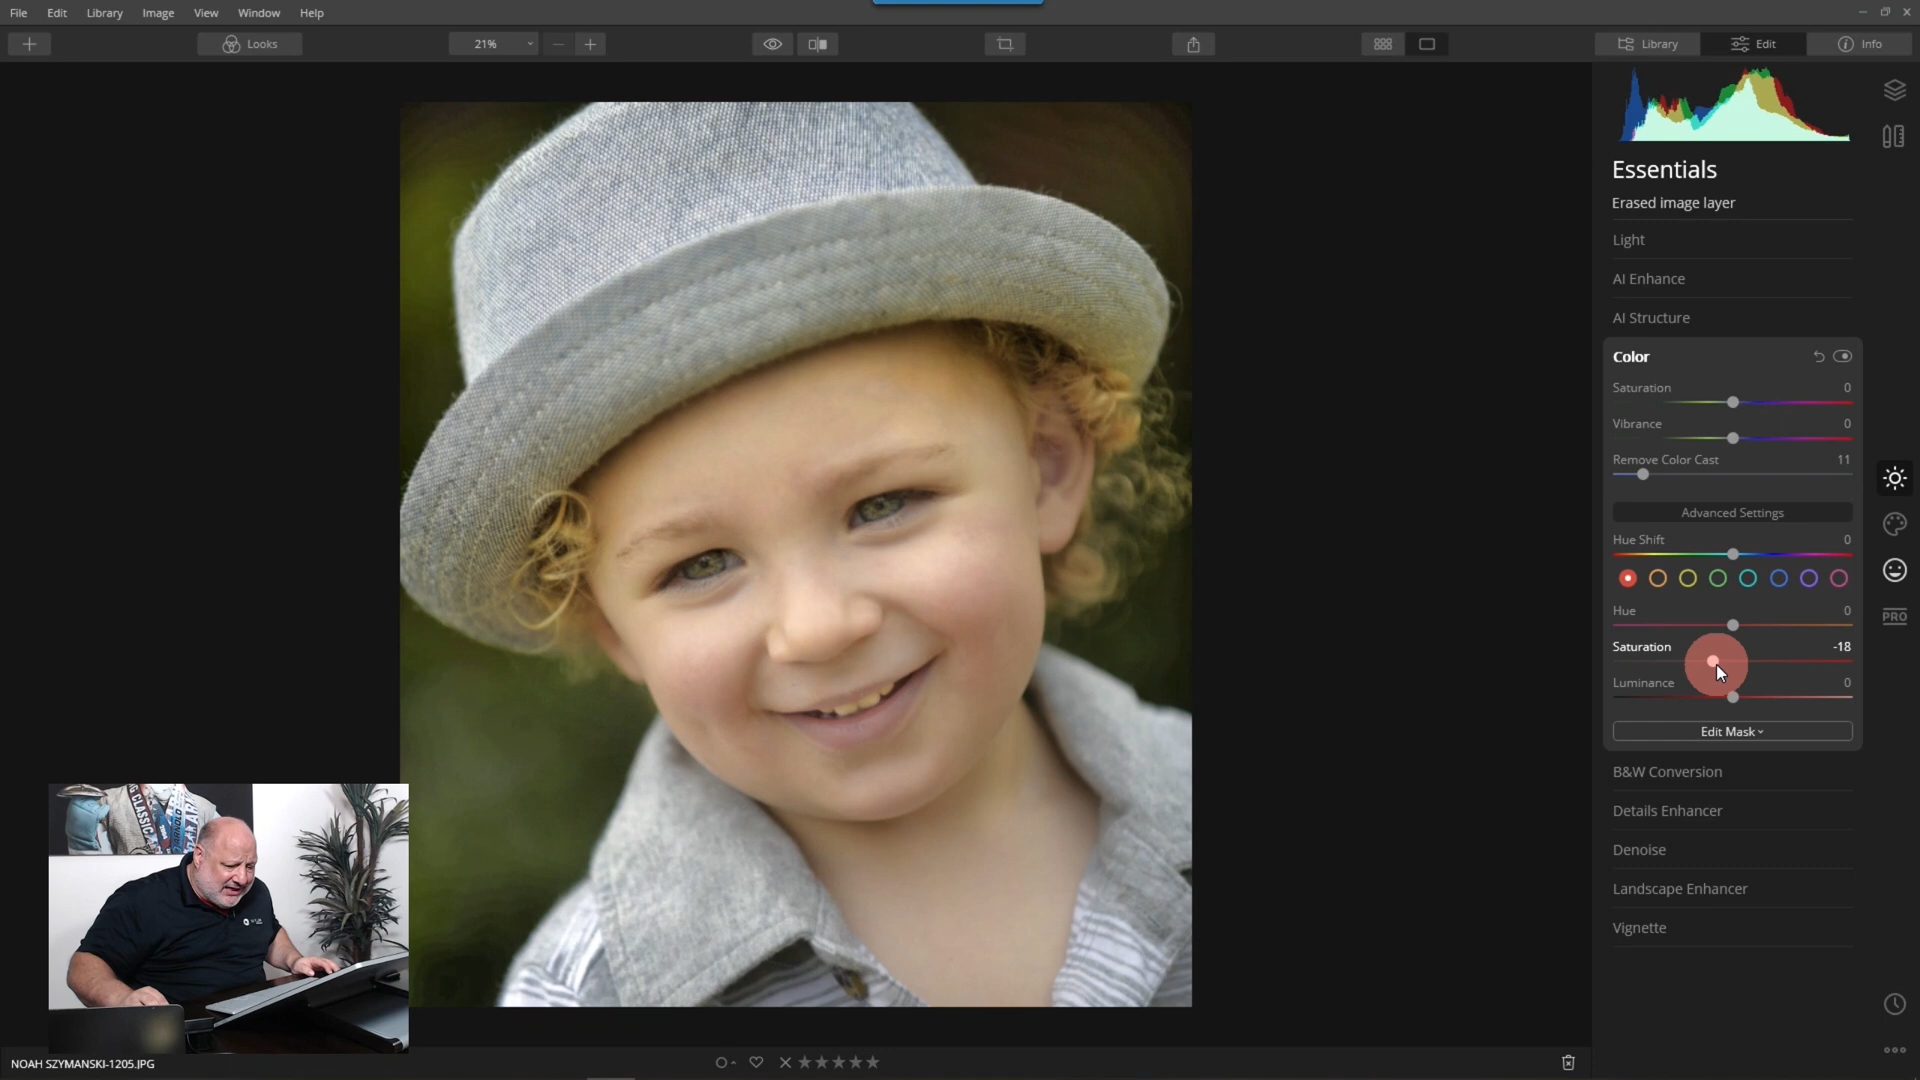 File Edit Library Image View Window Help
Looks 21% Library Edit Info
Essentials
Erased image layer
Light
AI Enhance
AI Structure
Color
Saturation 0
Vibrance 0
Remove Color Cast 11
Advanced Settings
Hue Shift 0
Hue 0
Saturation -18
Luminance 0
Edit Mask
B&W Conversion
Details Enhancer
Denoise
Landscape Enhancer
Vignette
PRO
CLASSIC
ARNOLD
NOAH SZYMANSKI-1205.JPG